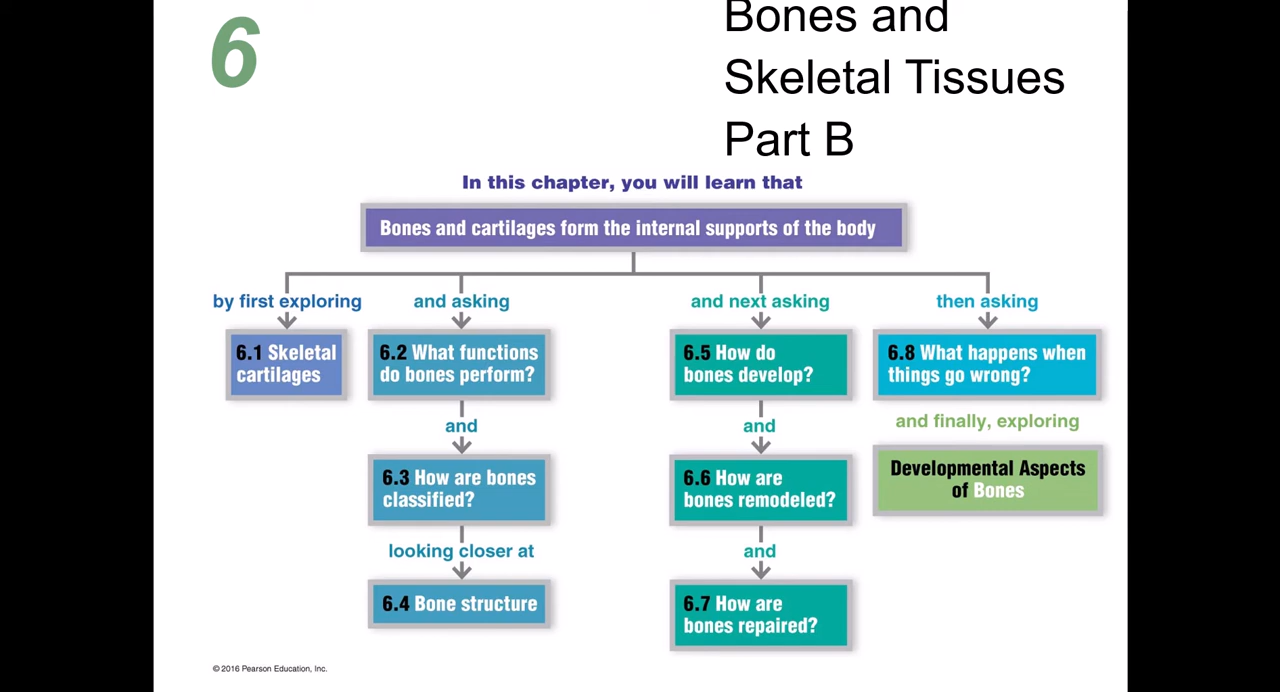 6
Bones and
Skeletal Tissues
Part B
In this chapter, you will learn that
Bones and cartilages form the internal supports of the body
by first exploring
6.1 Skeletal
cartilages
and asking
6.2 What functions
do bones perform?
and
6.3 How are bones
classified?
looking closer at
6.4 Bone structure
and next asking
6.5 How do
bones develop?
and
6.6 How are
bones remodeled?
and
6.7 How are
bones repaired?
then asking
6.8 What happens when
things go wrong?
and finally, exploring
Developmental Aspects
of Bones
© 2016 Pearson Education, Inc.